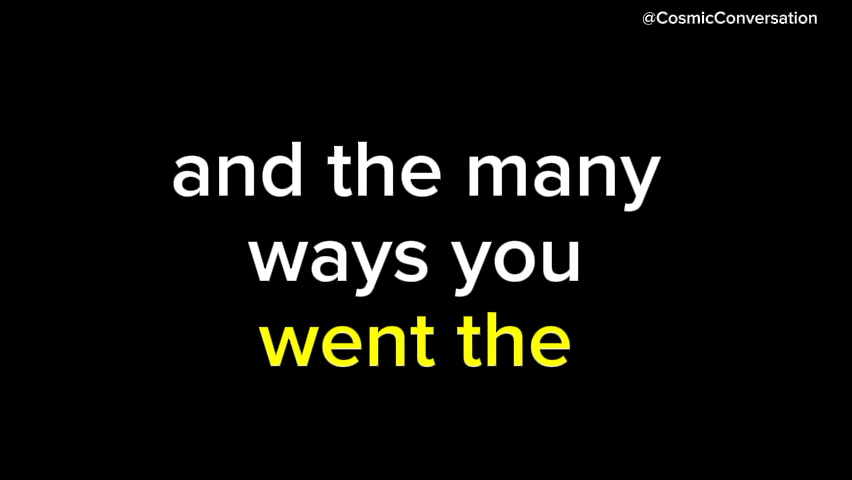 @CosmicConversation
and the many
ways you
went the